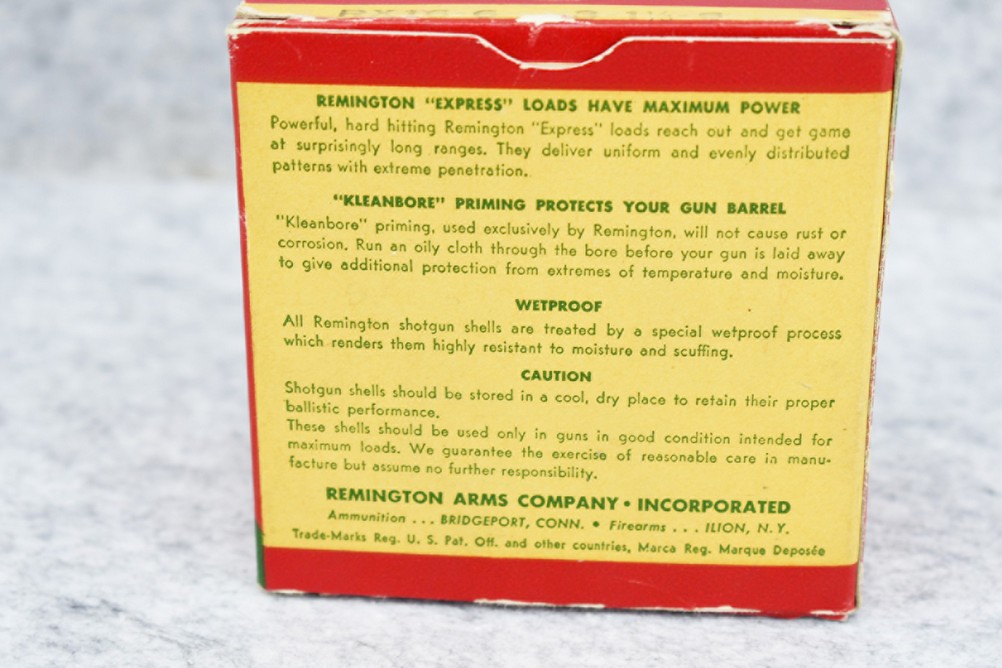 REMINGTON "EXPRESS" LOADS HAVE MAXIMUM POWER
Powerful, hard hitting Remington "Express" loads reach out and get game
at surprisingly long ranges. They deliver uniform and evenly distributed
patterns with extreme penetration.
"KLEANBORE" PRIMING PROTECTS YOUR GUN BARREL
"Kleanbore" priming, used exclusively by Remington, will not cause rust or
corrosion. Run an oily cloth through the bore before your gun is laid away
to give additional protection from extremes of temperature and moisture.
WETPROOF
All Remington shotgun shells are treated by a special wetproof process
which renders them highly resistant to moisture and scuffing.
CAUTION
Shotgun shells should be stored in a cool, dry place to retain their proper
ballistic performance.
These shells should be used only in guns in good condition intended for
maximum loads. We guarantee the exercise of reasonable care in manu-
facture but assume no further responsibility.
REMINGTON ARMS COMPANY • INCORPORATED
Ammunition . . . BRIDGEPORT, CONN. • Firearms . . . ILION, N. Y.
Trade-Marks Reg. U. S. Pat. Off. and other countries, Marca Reg. Marque Deposée